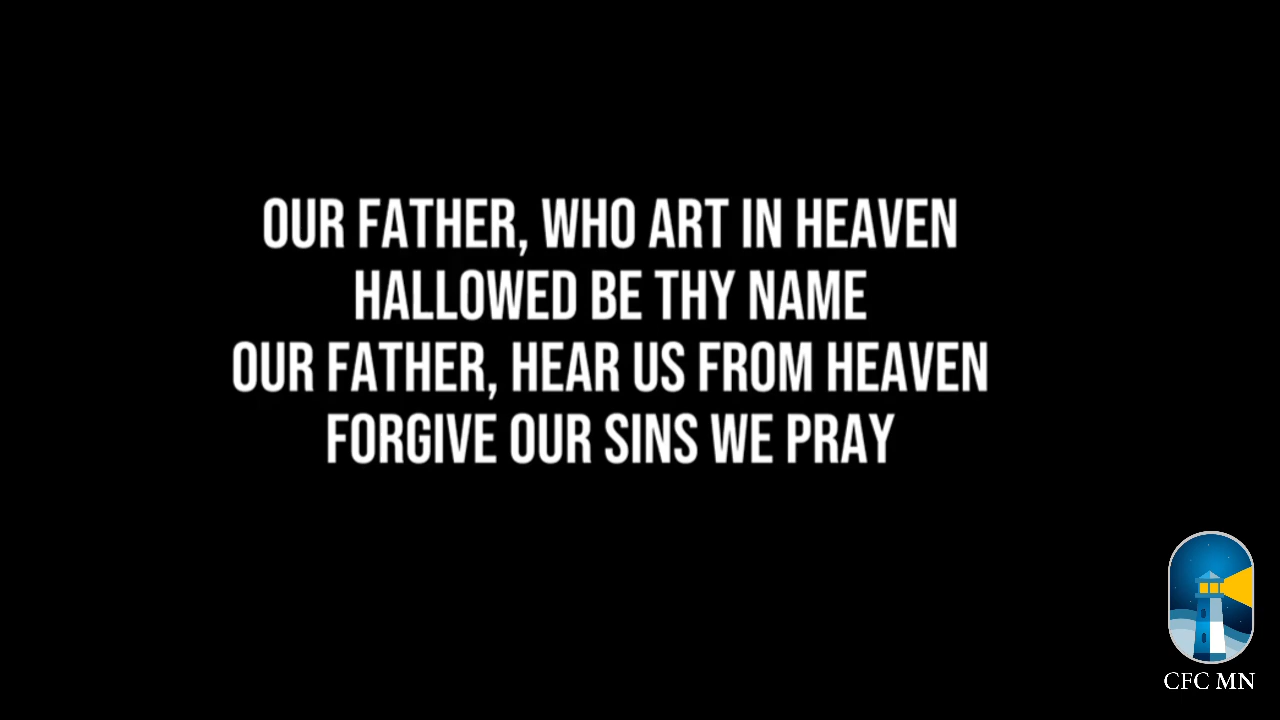 OUR FATHER, WHO ART IN HEAVEN
HALLOWED BE THY NAME
OUR FATHER, HEAR US FROM HEAVEN
FORGIVE OUR SINS WE PRAY
CFC MN